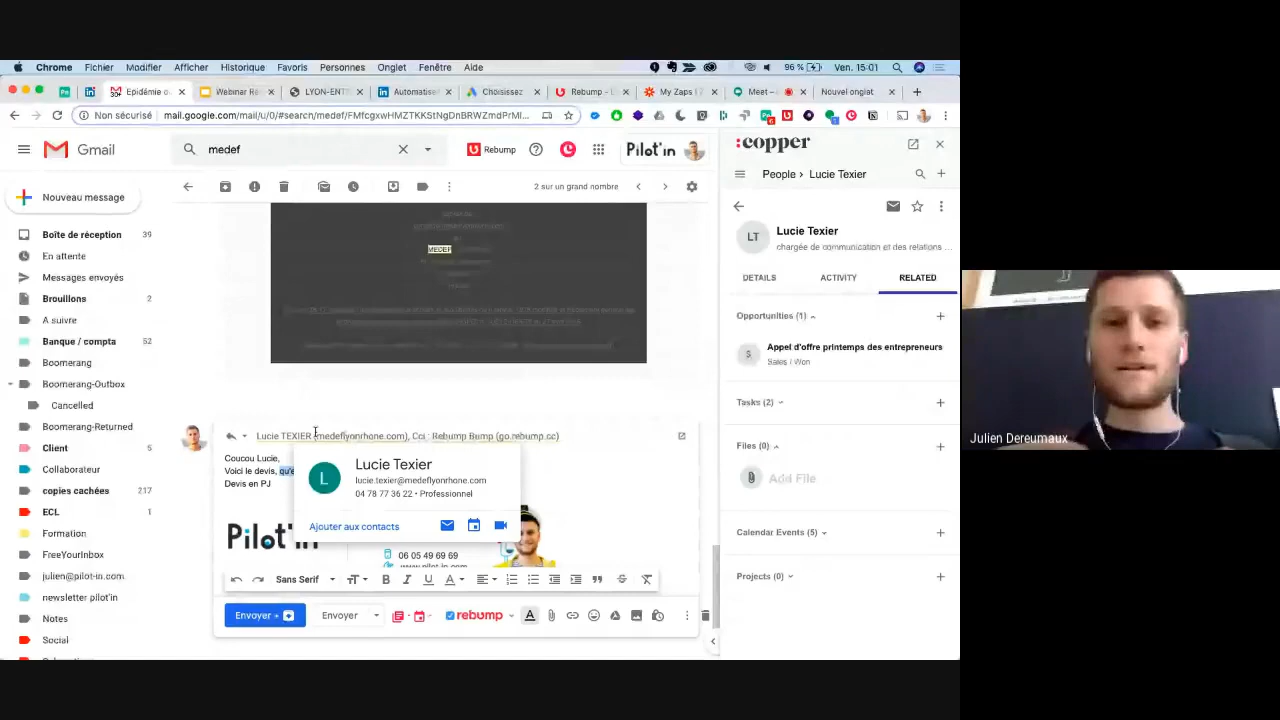 Chrome Fichier Modifier Afficher Historique Favoris Personnes Onglet Fenêtre Aide 96 % Ven. 15:01
Epidémie o
Webinar Re
LYON-ENT
Automatise
Choisissez
Rebump - L
My Zaps |
Meet –
Nouvel onglet
Non sécurisé mail.google.com/mail/u/0/#search/medef/
Gmail
medef
Rebump
Pilot'in
:copper
People › Lucie Texier
Nouveau message
2 sur un grand nombre
Boîte de réception 39
En attente
Messages envoyés
Brouillons 2
A suivre
Banque / compta 52
Boomerang
Boomerang-Outbox
Cancelled
Boomerang-Returned
Client
Collaborateur
copies cachées 217
ECL 1
Formation
FreeYourInbox
julien@pilot-in.com
newsletter pilot'in
Notes
Social
MEDEF
Lucie TEXIER (medeflyonrhone.com), Cci : Rebump Bump (go.rebump.cc)
Coucou Lucie,
Voici le devis, qu'e
Devis en PJ
L
Lucie Texier
lucie.texier@medeflyonrhone.com
04 78 77 36 22 • Professionnel
Ajouter aux contacts
Pilot'in
06 05 49 69 69
www.pilot-in.com
Sans Serif
Envoyer +
Envoyer
rebump
LT
Lucie Texier
chargée de communication et des relations ...
DETAILS ACTIVITY RELATED
Opportunities (1)
S
Appel d'offre printemps des entrepreneurs
Sales / Won
Tasks (2)
Files (0)
Add File
Calendar Events (5)
Projects (0)
Julien Dereumaux